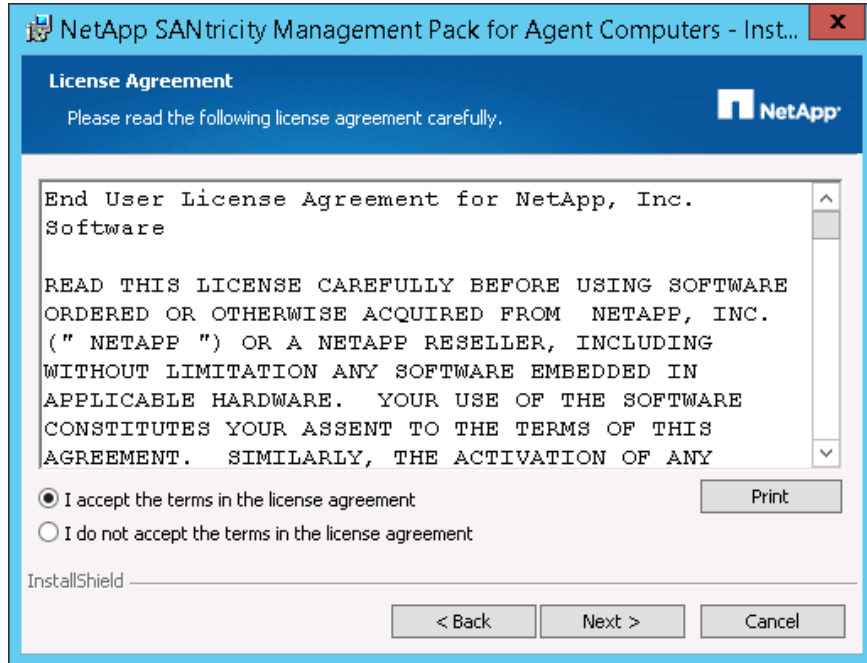 NetApp SANtricity Management Pack for Agent Computers - Inst...
x
License Agreement
Please read the following license agreement carefully.
NetApp
End User License Agreement for NetApp, Inc.
Software
READ THIS LICENSE CAREFULLY BEFORE USING SOFTWARE
ORDERED OR OTHERWISE ACQUIRED FROM  NETAPP, INC.
(" NETAPP ") OR A NETAPP RESELLER, INCLUDING
WITHOUT LIMITATION ANY SOFTWARE EMBEDDED IN
APPLICABLE HARDWARE.  YOUR USE OF THE SOFTWARE
CONSTITUTES YOUR ASSENT TO THE TERMS OF THIS
AGREEMENT.  SIMILARLY, THE ACTIVATION OF ANY
I accept the terms in the license agreement
Print
I do not accept the terms in the license agreement
InstallShield
< Back
Next >
Cancel